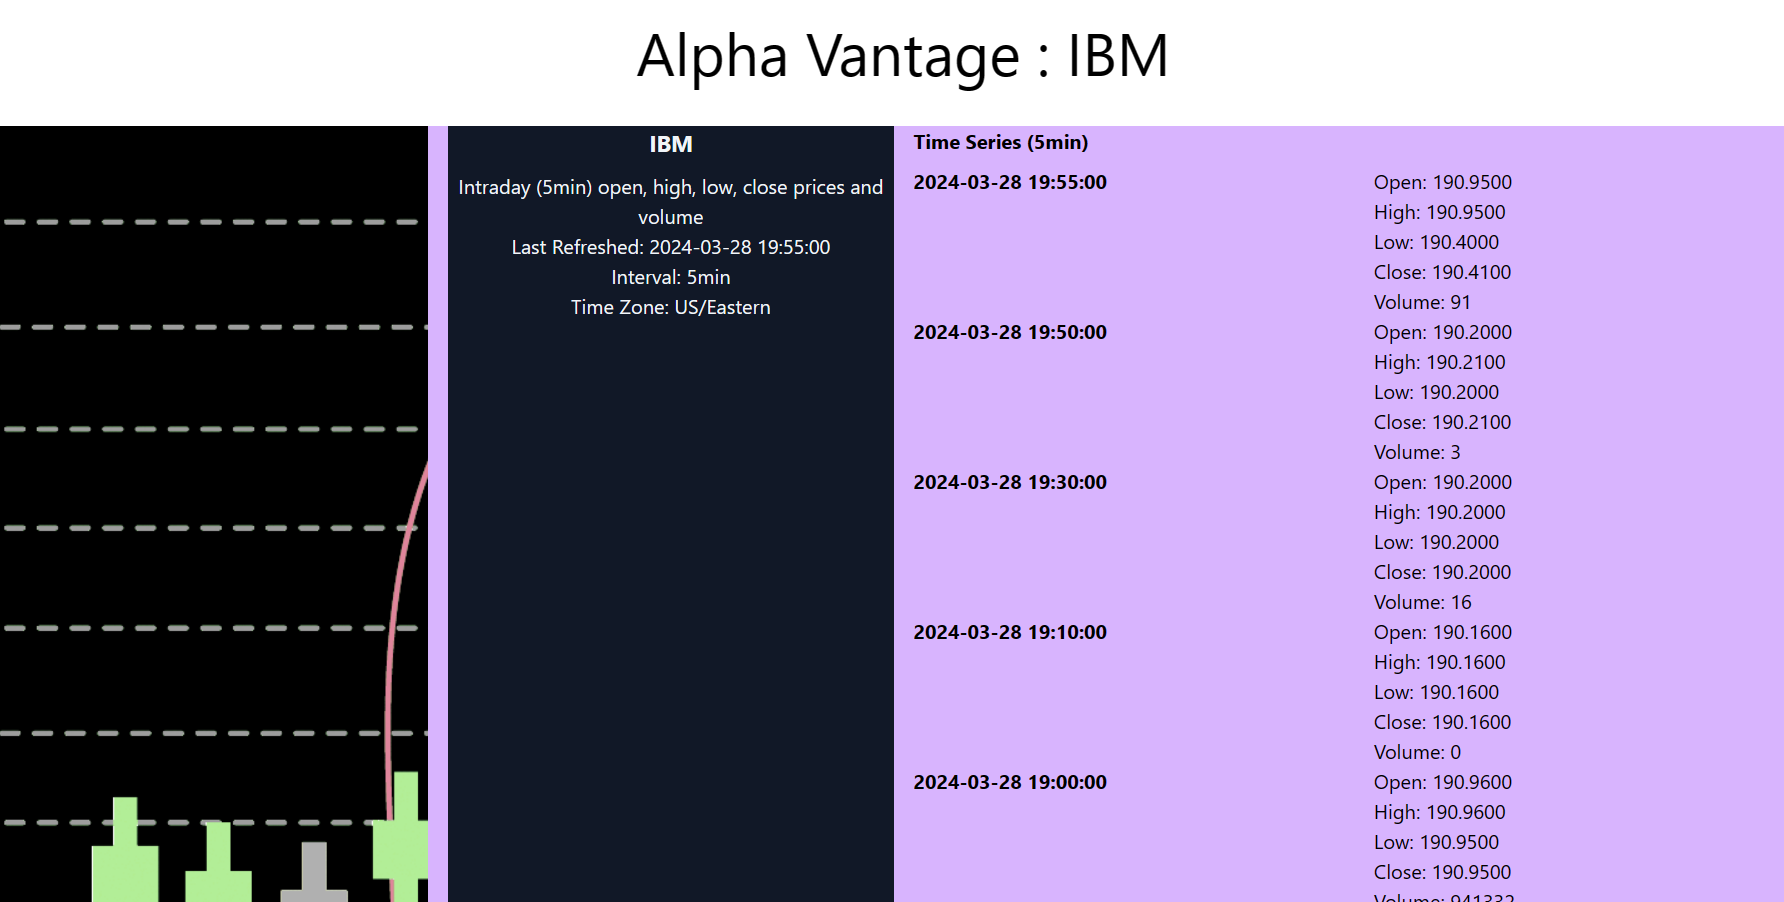 Alpha Vantage : IBM
IBM
Intraday (5min) open, high, low, close prices and
volume
Last Refreshed: 2024-03-28 19:55:00
Interval: 5min
Time Zone: US/Eastern
Time Series (5min)
2024-03-28 19:55:00
Open: 190.9500
High: 190.9500
Low: 190.4000
Close: 190.4100
Volume: 91
2024-03-28 19:50:00
Open: 190.2000
High: 190.2100
Low: 190.2000
Close: 190.2100
Volume: 3
2024-03-28 19:30:00
Open: 190.2000
High: 190.2000
Low: 190.2000
Close: 190.2000
Volume: 16
2024-03-28 19:10:00
Open: 190.1600
High: 190.1600
Low: 190.1600
Close: 190.1600
Volume: 0
2024-03-28 19:00:00
Open: 190.9600
High: 190.9600
Low: 190.9500
Close: 190.9500
Volume: